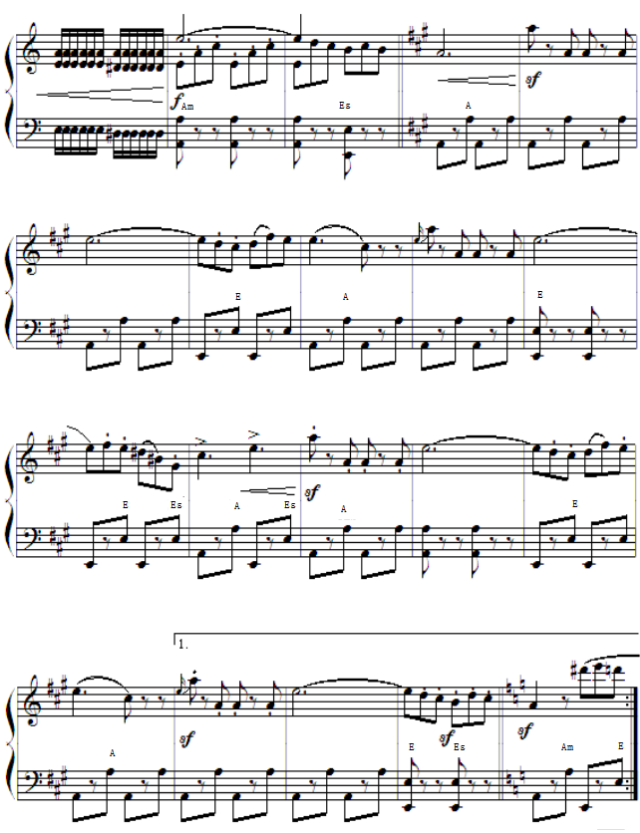 f
Am Es A
sf
E A E
sf
E Es A Es A E
1.
sf sf sf
A E Es Am E